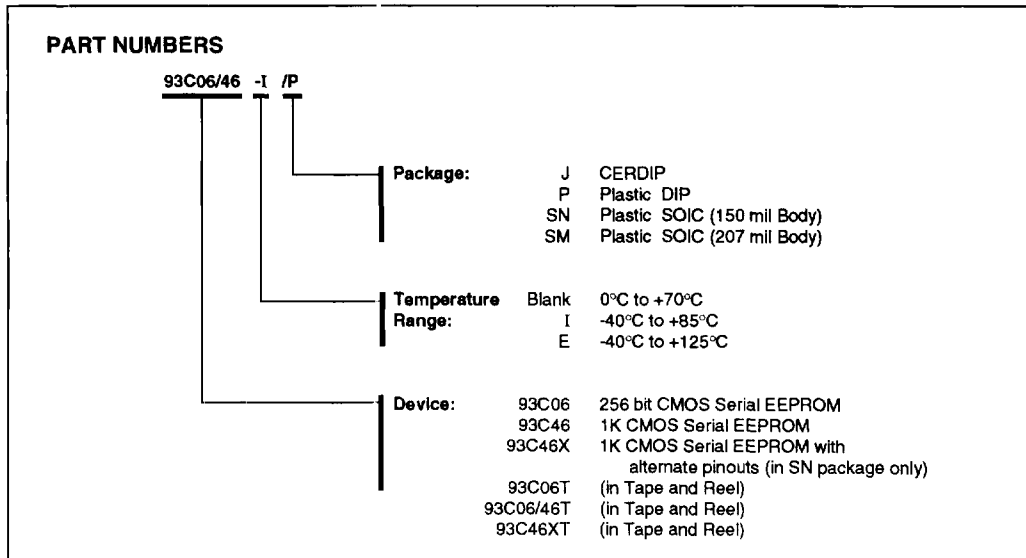 PART NUMBERS
93C06/46 -I /P
Package: J CERDIP
P Plastic DIP
SN Plastic SOIC (150 mil Body)
SM Plastic SOIC (207 mil Body)
Temperature Blank 0°C to +70°C
Range: I -40°C to +85°C
E -40°C to +125°C
Device: 93C06 256 bit CMOS Serial EEPROM
93C46 1K CMOS Serial EEPROM
93C46X 1K CMOS Serial EEPROM with
alternate pinouts (in SN package only)
93C06T (in Tape and Reel)
93C06/46T (in Tape and Reel)
93C46XT (in Tape and Reel)